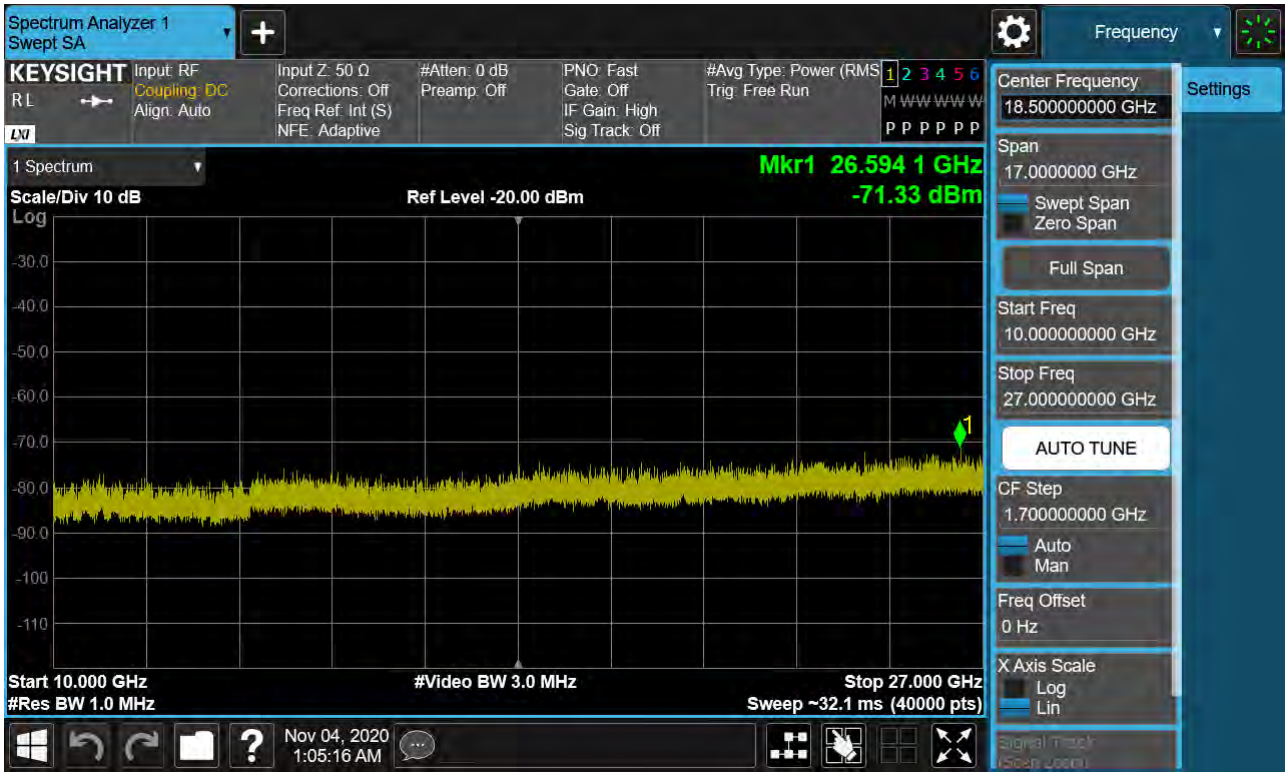 Spectrum Analyzer 1
Swept SA
+
Frequency
KEYSIGHT
RL
LXI
Input: RF
Coupling: DC
Align: Auto
Input Z: 50 Ω
Corrections: Off
Freq Ref: Int (S)
NFE: Adaptive
#Atten: 0 dB
Preamp: Off
PNO: Fast
Gate: Off
IF Gain: High
Sig Track: Off
#Avg Type: Power (RMS
Trig: Free Run
1 2 3 4 5 6
M W W W W W
P P P P P P
1 Spectrum
Scale/Div 10 dB
Log
Ref Level -20.00 dBm
Mkr1 26.594 1 GHz
-71.33 dBm
-30.0
-40.0
-50.0
-60.0
-70.0
-80.0
-90.0
-100
-110
1
Start 10.000 GHz
#Res BW 1.0 MHz
#Video BW 3.0 MHz
Stop 27.000 GHz
Sweep ~32.1 ms (40000 pts)
Center Frequency
18.500000000 GHz
Span
17.0000000 GHz
Swept Span
Zero Span
Full Span
Start Freq
10.000000000 GHz
Stop Freq
27.000000000 GHz
AUTO TUNE
CF Step
1.700000000 GHz
Auto
Man
Freq Offset
0 Hz
X Axis Scale
Log
Lin
Signal Track
(Span Zoom)
Settings
?
Nov 04, 2020
1:05:16 AM